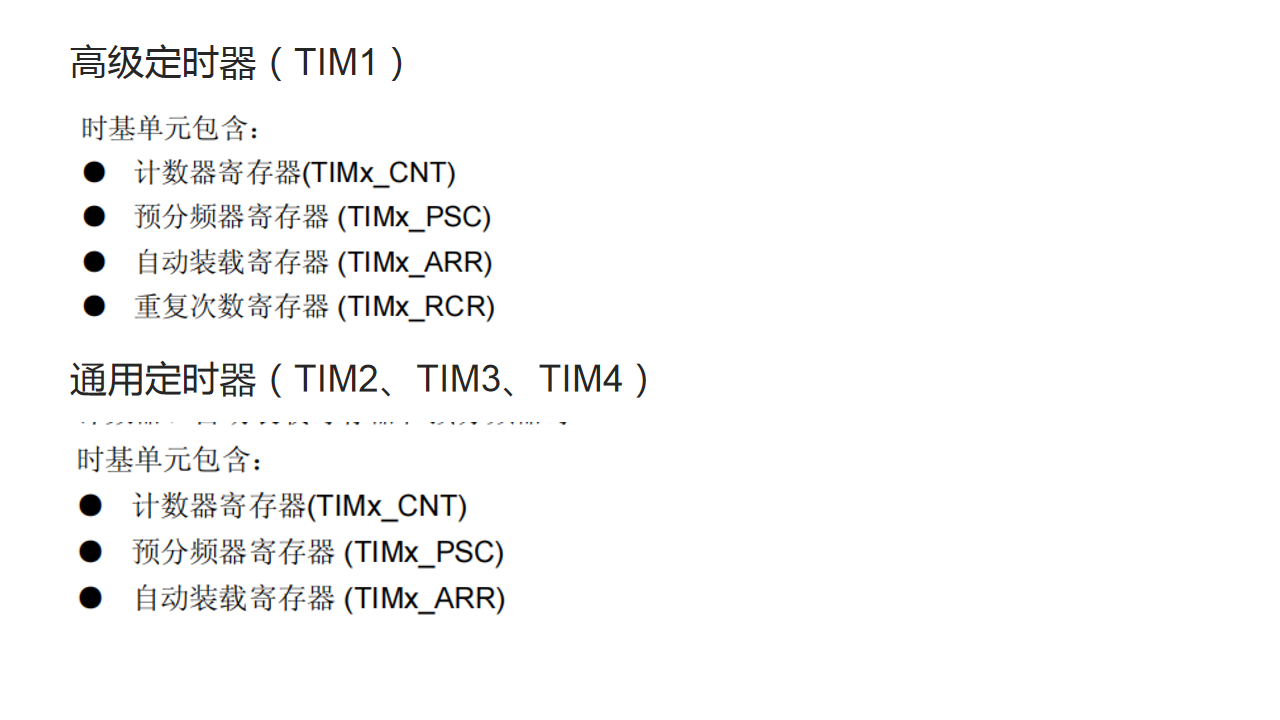 高级定时器（TIM1）
时基单元包含：
● 计数器寄存器(TIMx_CNT)
● 预分频器寄存器 (TIMx_PSC)
● 自动装载寄存器 (TIMx_ARR)
● 重复次数寄存器 (TIMx_RCR)
通用定时器（TIM2、TIM3、TIM4）
时基单元包含：
● 计数器寄存器(TIMx_CNT)
● 预分频器寄存器 (TIMx_PSC)
● 自动装载寄存器 (TIMx_ARR)